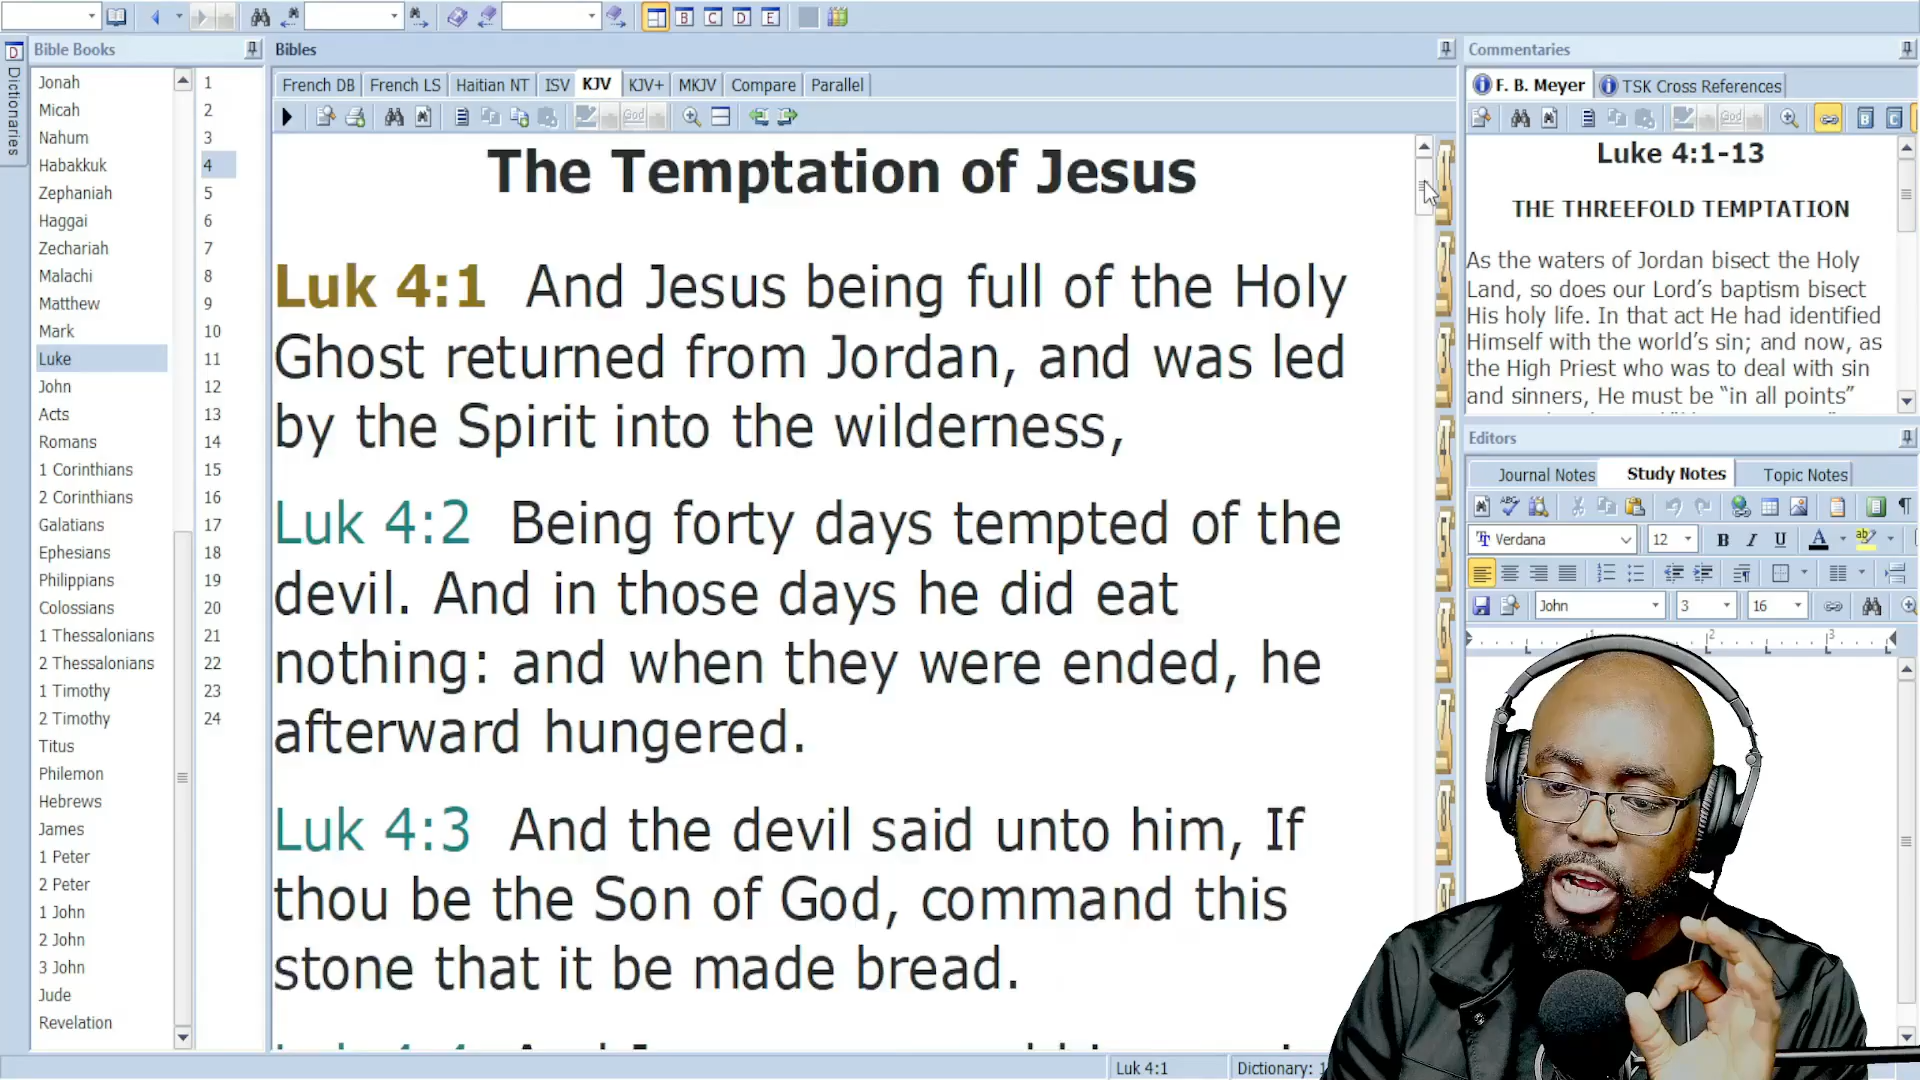 Bible Books
Bibles
Commentaries
Dictionaries
French DB
French LS
Haitian NT
ISV
KJV
KJV+
MKJV
Compare
Parallel
F. B. Meyer
TSK Cross References
Jonah
Micah
Nahum
Habakkuk
Zephaniah
Haggai
Zechariah
Malachi
Matthew
Mark
Luke
John
Acts
Romans
1 Corinthians
2 Corinthians
Galatians
Ephesians
Philippians
Colossians
1 Thessalonians
2 Thessalonians
1 Timothy
2 Timothy
Titus
Philemon
Hebrews
James
1 Peter
2 Peter
1 John
2 John
3 John
Jude
Revelation
1
2
3
4
5
6
7
8
9
10
11
12
13
14
15
16
17
18
19
20
21
22
23
24
The Temptation of Jesus
Luk 4:1 And Jesus being full of the Holy
Ghost returned from Jordan, and was led
by the Spirit into the wilderness,
Luk 4:2 Being forty days tempted of the
devil. And in those days he did eat
nothing: and when they were ended, he
afterward hungered.
Luk 4:3 And the devil said unto him, If
thou be the Son of God, command this
stone that it be made bread.
Luke 4:1-13
THE THREEFOLD TEMPTATION
As the waters of Jordan bisect the Holy
Land, so does our Lord’s baptism bisect
His holy life. In that act He had identified
Himself with the world’s sin; and now, as
the High Priest who was to deal with sin
and sinners, He must be “in all points”
Editors
Journal Notes
Study Notes
Topic Notes
Verdana
12
B I U
John
3
16
Luk 4:1
Dictionary: